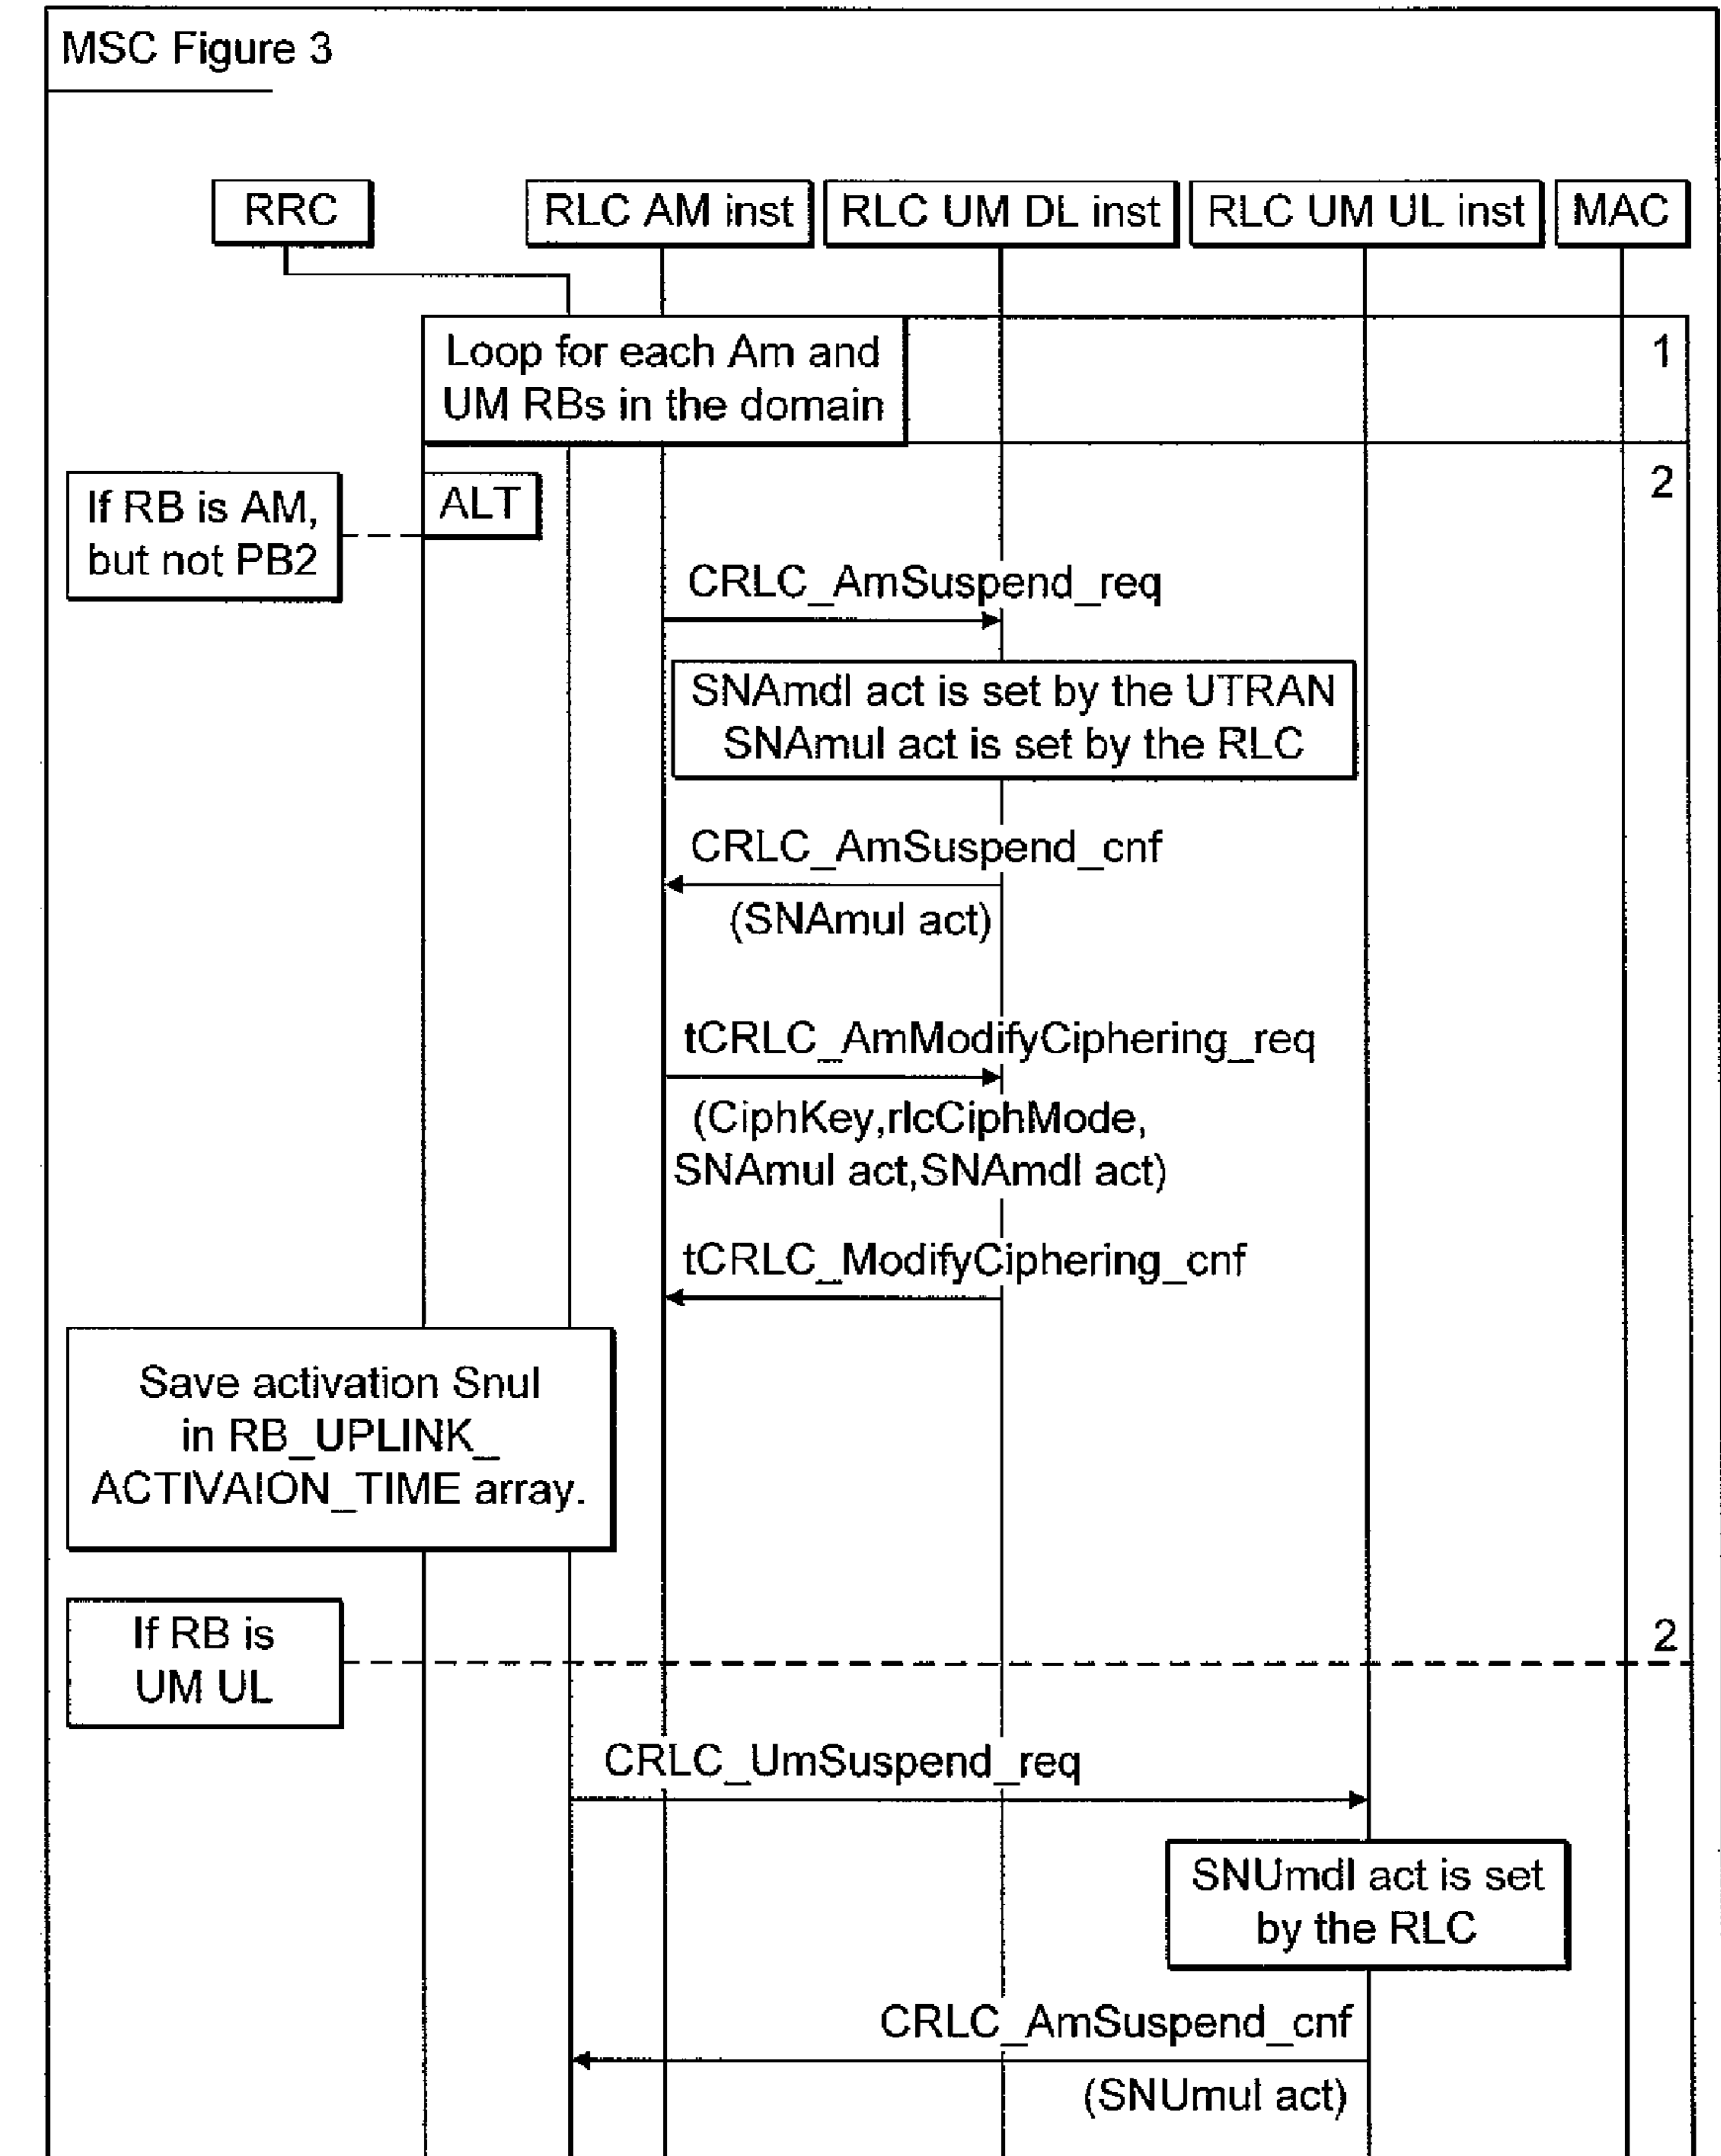 MSC Figure 3
RRC
RLC AM inst
RLC UM DL inst
RLC UM UL inst
MAC
Loop for each Am and
UM RBs in the domain
1
2
If RB is AM,
but not PB2
ALT
CRLC_AmSuspend_req
SNAmdl act is set by the UTRAN
SNAmul act is set by the RLC
CRLC_AmSuspend_cnf
(SNAmul act)
tCRLC_AmModifyCiphering_req
(CiphKey,rlcCiphMode,
SNAmul act,SNAmdl act)
tCRLC_ModifyCiphering_cnf
Save activation Snul
in RB_UPLINK_
ACTIVAION_TIME array.
If RB is
UM UL
2
CRLC_UmSuspend_req
SNUmdl act is set
by the RLC
CRLC_AmSuspend_cnf
(SNUmul act)